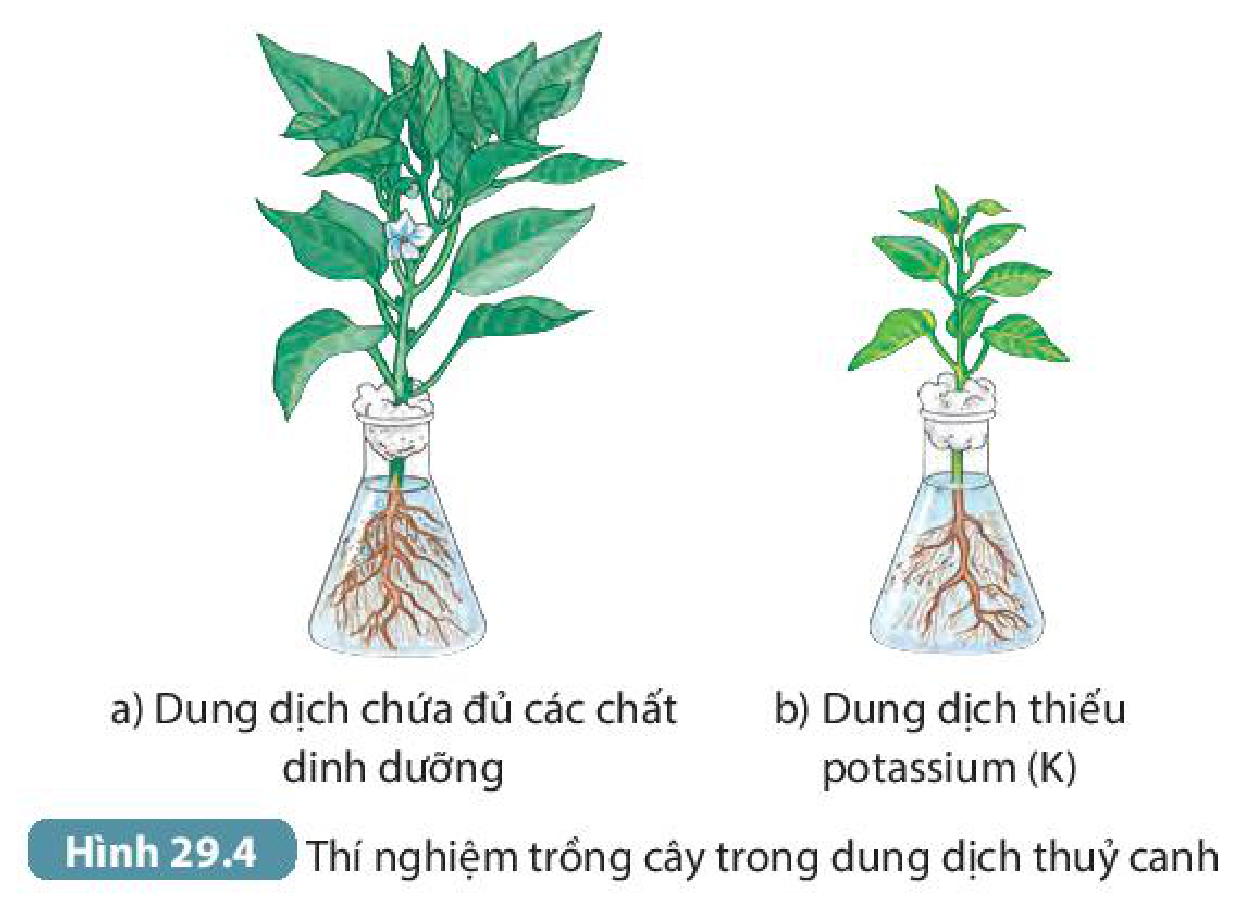 a) Dung dịch chứa đủ các chất
dinh dưỡng
b) Dung dịch thiếu
potassium (K)
Hình 29.4 Thí nghiệm trồng cây trong dung dịch thuỷ canh